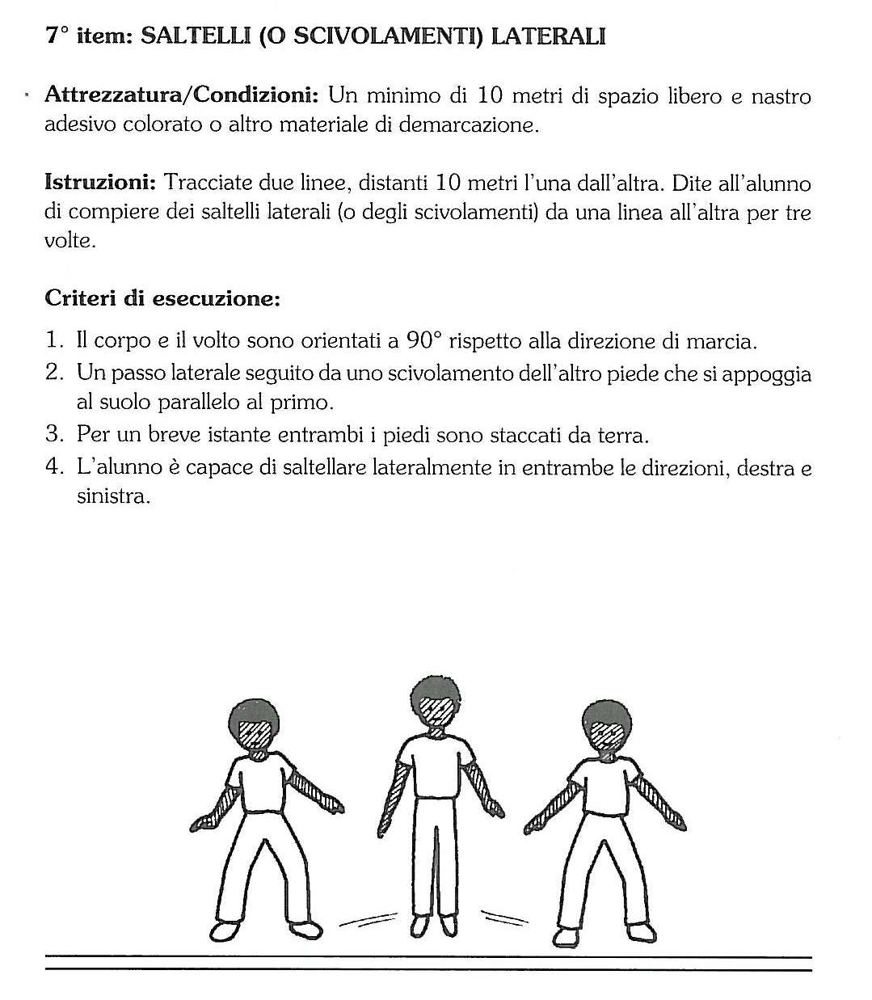 7° item: SALTELLI (O SCIVOLAMENTI) LATERALI
Attrezzatura/Condizioni: Un minimo di 10 metri di spazio libero e nastro
adesivo colorato o altro materiale di demarcazione.
Istruzioni: Tracciate due linee, distanti 10 metri l'una dall'altra. Dite all'alunno
di compiere dei saltelli laterali (o degli scivolamenti) da una linea all'altra per tre
volte.
Criteri di esecuzione:
1. Il corpo e il volto sono orientati a 90° rispetto alla direzione di marcia.
2. Un passo laterale seguito da uno scivolamento dell'altro piede che si appoggia
al suolo parallelo al primo.
3. Per un breve istante entrambi i piedi sono staccati da terra.
4. L'alunno è capace di saltellare lateralmente in entrambe le direzioni, destra e
sinistra.